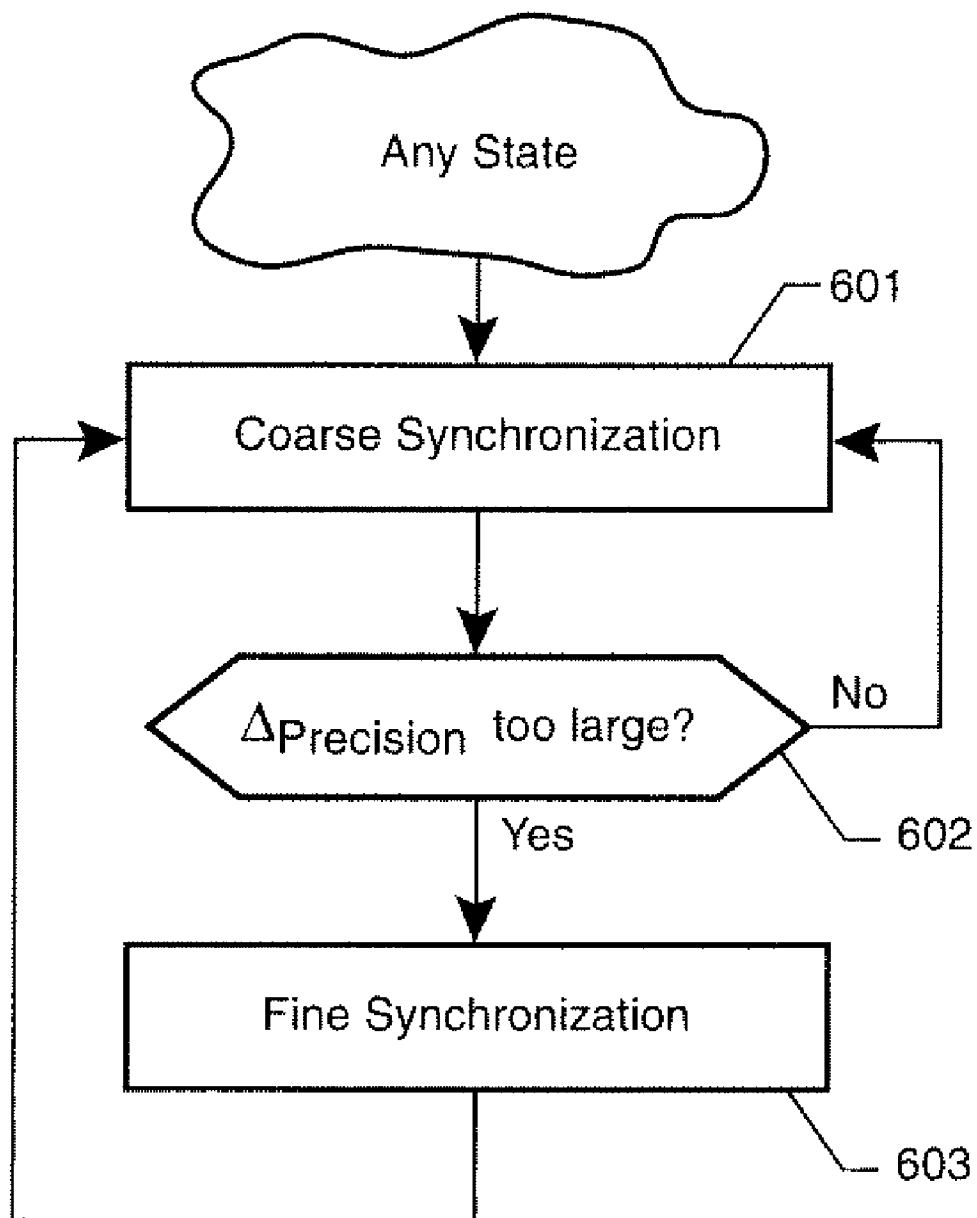 Any State
601
Coarse Synchronization
ΔPrecision too large?
No
602
Yes
Fine Synchronization
603